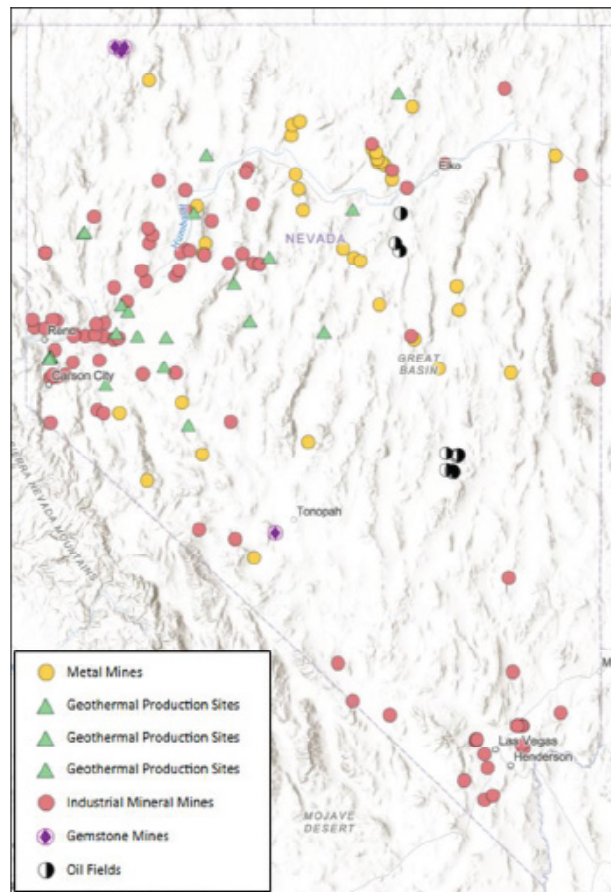 Elko
Humboldt
NEVADA
Reno
GREAT
BASIN
Carson City
SIERRA NEVADA MOUNTAINS
Tonopah
M
Las Vegas
Henderson
MOJAVE
DESERT
Metal Mines
Geothermal Production Sites
Geothermal Production Sites
Geothermal Production Sites
Industrial Mineral Mines
Gemstone Mines
Oil Fields